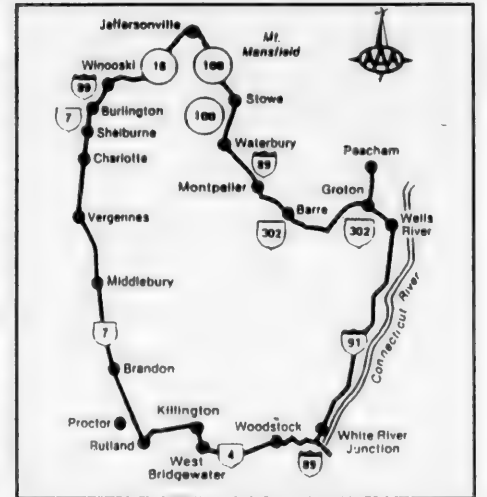 Jeffersonville
Mt.
Mansfield
Winooski
15
108
89
100
Stowe
Burlington
7
Shelburne
Waterbury
Charlotte
89
Peacham
Montpelier
Groton
Barre
302
302
Wells
River
Vergennes
Middlebury
Connecticut River
91
7
Brandon
Killington
Proctor
Woodstock
Rutland
White River
Junction
West
Bridgewater
4
89